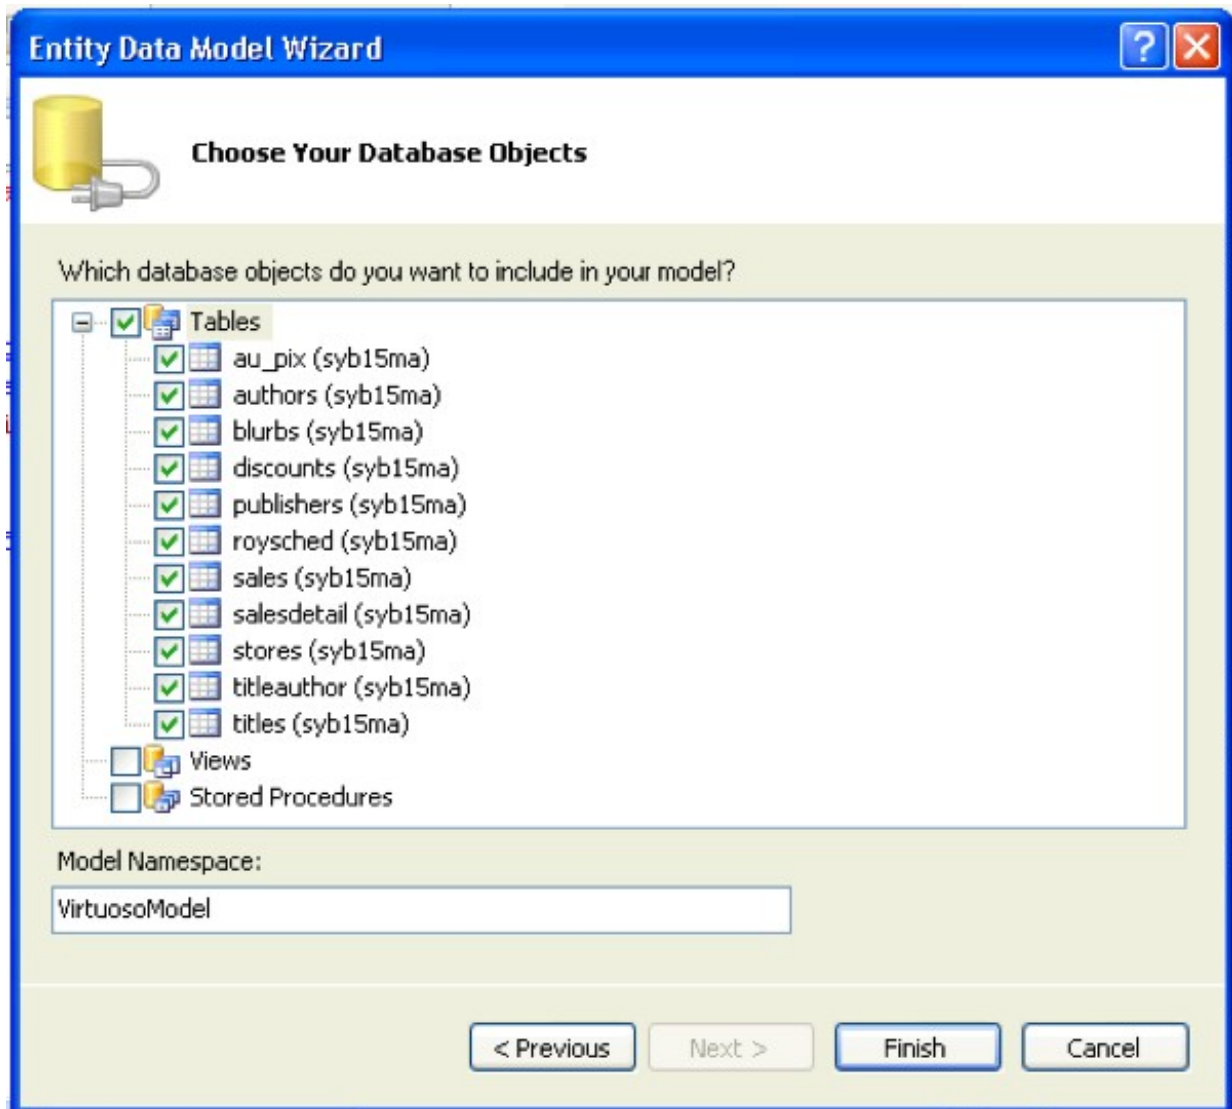 Entity Data Model Wizard
Choose Your Database Objects
Which database objects do you want to include in your model?
Tables
au_pix (syb15ma)
authors (syb15ma)
blurbs (syb15ma)
discounts (syb15ma)
publishers (syb15ma)
roysched (syb15ma)
sales (syb15ma)
salesdetail (syb15ma)
stores (syb15ma)
titleauthor (syb15ma)
titles (syb15ma)
Views
Stored Procedures
Model Namespace:
VirtuosoModel
< Previous Next > Finish Cancel